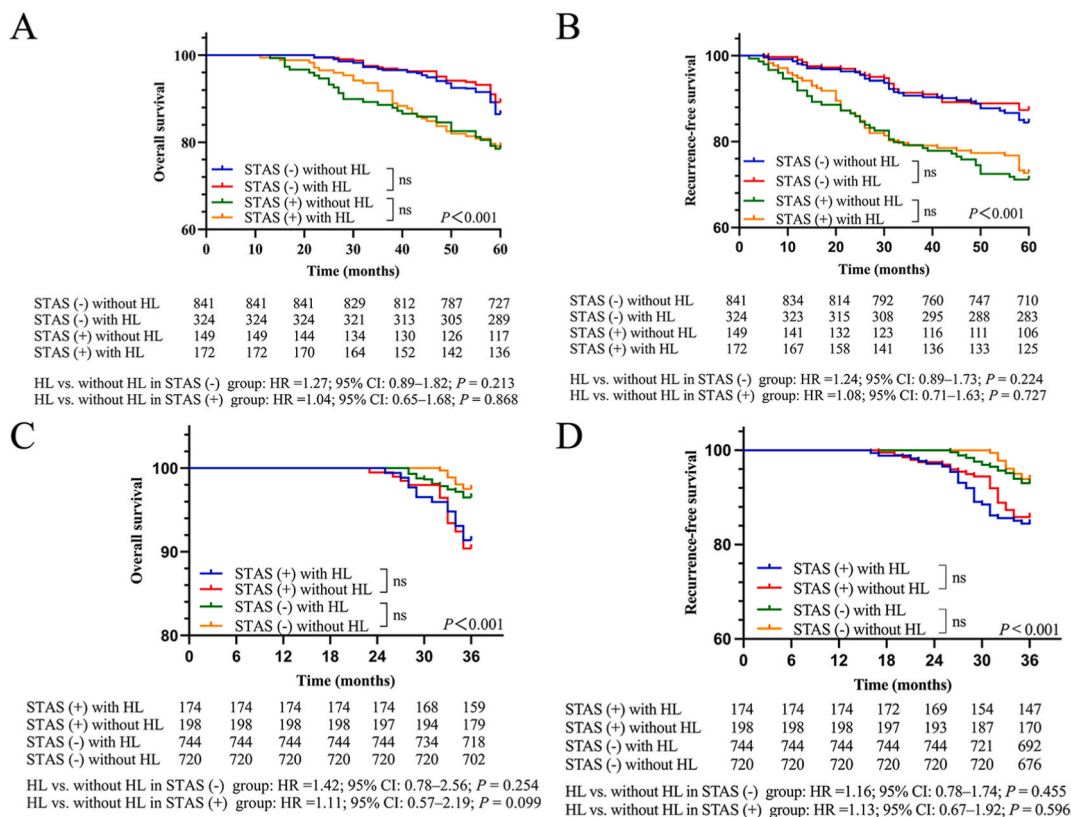 A
Overall survival
100
80
60
STAS (-) without HL
STAS (-) with HL
ns
STAS (+) without HL
STAS (+) with HL
ns
P<0.001
0 10 20 30 40 50 60
Time (months)
STAS (-) without HL 841 841 841 829 812 787 727
STAS (-) with HL 324 324 324 321 313 305 289
STAS (+) without HL 149 149 144 134 130 126 117
STAS (+) with HL 172 172 170 164 152 142 136
HL vs. without HL in STAS (-) group: HR =1.27; 95% CI: 0.89–1.82; P = 0.213
HL vs. without HL in STAS (+) group: HR =1.04; 95% CI: 0.65–1.68; P = 0.868
B
Recurrence-free survival
100
80
60
STAS (-) without HL
STAS (-) with HL
ns
STAS (+) without HL
STAS (+) with HL
ns
P<0.001
0 10 20 30 40 50 60
Time (months)
STAS (-) without HL 841 834 814 792 760 747 710
STAS (-) with HL 324 323 315 308 295 288 283
STAS (+) without HL 149 141 132 123 116 111 106
STAS (+) with HL 172 167 158 141 136 133 125
HL vs. without HL in STAS (-) group: HR =1.24; 95% CI: 0.89–1.73; P = 0.224
HL vs. without HL in STAS (+) group: HR =1.08; 95% CI: 0.71–1.63; P = 0.727
C
Overall survival
100
90
80
STAS (+) with HL
STAS (+) without HL
ns
STAS (-) with HL
STAS (-) without HL
ns
P<0.001
0 6 12 18 24 30 36
Time (months)
STAS (+) with HL 174 174 174 174 174 168 159
STAS (+) without HL 198 198 198 198 197 194 179
STAS (-) with HL 744 744 744 744 744 734 718
STAS (-) without HL 720 720 720 720 720 720 702
HL vs. without HL in STAS (-) group: HR =1.42; 95% CI: 0.78–2.56; P = 0.254
HL vs. without HL in STAS (+) group: HR =1.11; 95% CI: 0.57–2.19; P = 0.099
D
Recurrence-free survival
100
80
60
STAS (+) with HL
STAS (+) without HL
ns
STAS (-) with HL
STAS (-) without HL
ns
P<0.001
0 6 12 18 24 30 36
Time (months)
STAS (+) with HL 174 174 174 172 169 154 147
STAS (+) without HL 198 198 198 197 193 187 170
STAS (-) with HL 744 744 744 744 744 721 692
STAS (-) without HL 720 720 720 720 720 720 676
HL vs. without HL in STAS (-) group: HR =1.16; 95% CI: 0.78–1.74; P = 0.455
HL vs. without HL in STAS (+) group: HR =1.13; 95% CI: 0.67–1.92; P = 0.596